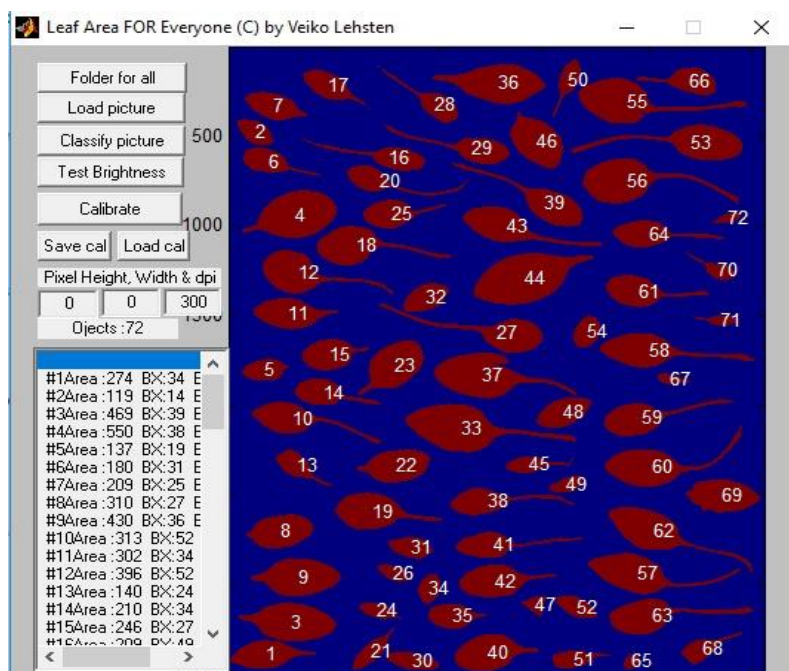 Leaf Area FOR Everyone (C) by Veiko Lehsten
Folder for all
Load picture
Classify picture
Test Brightness
Calibrate
Save cal Load cal
Pixel Height, Width & dpi
0 0 300
Ojects :72
#1Area :274 BX:34 E
#2Area :119 BX:14 E
#3Area :469 BX:39 E
#4Area :550 BX:38 E
#5Area :137 BX:19 E
#6Area :180 BX:31 E
#7Area :209 BX:25 E
#8Area :310 BX:27 E
#9Area :430 BX:36 E
#10Area :313 BX:52
#11Area :302 BX:34
#12Area :396 BX:52
#13Area :140 BX:24
#14Area :210 BX:34
#15Area :246 BX:27
500
1000
1500
17 36 50 66
7 28 55
2 16 29 46 53
6 20 56
4 25 39 72
18 43 64
12 44 70
11 32 61 71
27 54
15 23 58
5 14 37 67
10 33 48 59
13 22 45 60
49 69
19 38
8 31 41 62
9 26 42 57
34 47 52
3 24 35 63
1 21 30 40 51 65 68